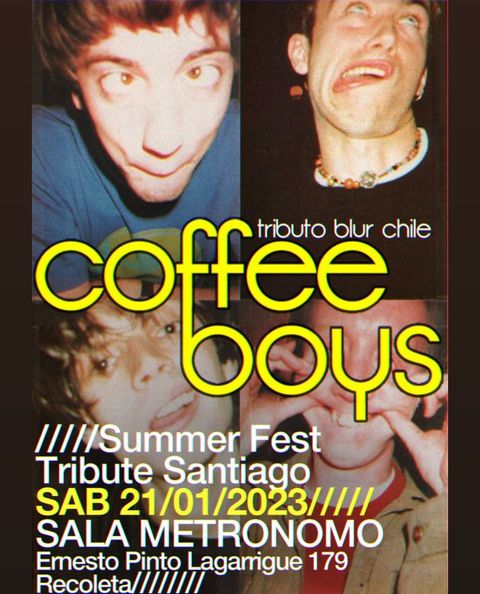 tributo blur chile
coffee
boys
/////Summer Fest
Tribute Santiago
SAB 21/01/2023/////
SALA METRONOMO
Ernesto Pinto Lagarrigue 179
Recoleta////////